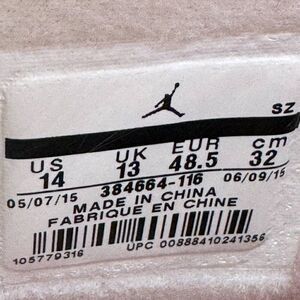 SZ
US UK EUR cm
14 13 48.5 32
05/07/15 384664-116 06/09/15
MADE IN CHINA
FABRIQUE EN CHINE
UPC 00888410241356
105779316